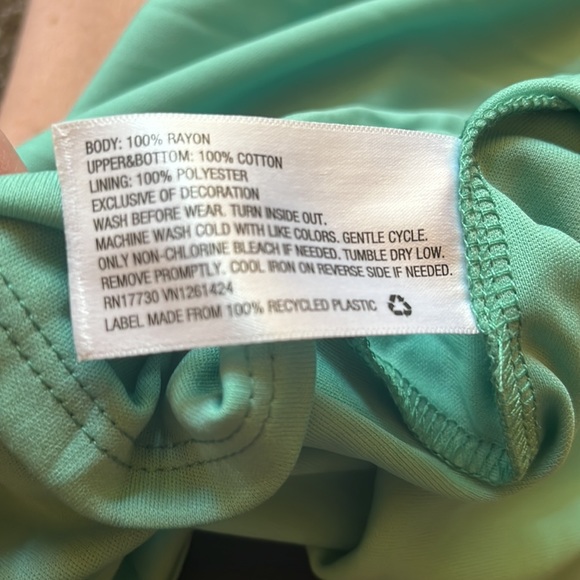 BODY: 100% RAYON
UPPER&BOTTOM: 100% COTTON
LINING: 100% POLYESTER
EXCLUSIVE OF DECORATION
WASH BEFORE WEAR. TURN INSIDE OUT.
MACHINE WASH COLD WITH LIKE COLORS. GENTLE CYCLE.
ONLY NON-CHLORINE BLEACH IF NEEDED. TUMBLE DRY LOW.
REMOVE PROMPTLY. COOL IRON ON REVERSE SIDE IF NEEDED.
RN17730 VN1261424
LABEL MADE FROM 100% RECYCLED PLASTIC